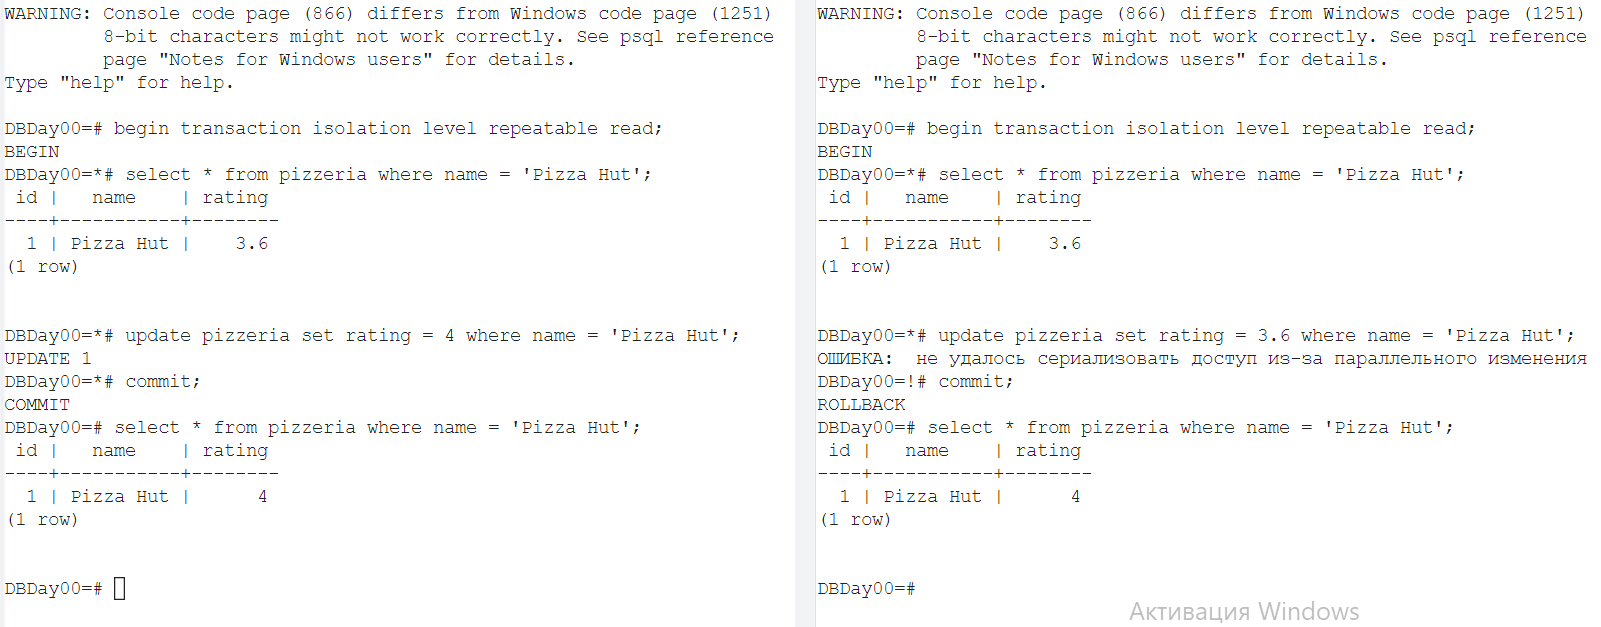 WARNING: Console code page (866) differs from Windows code page (1251)
         8-bit characters might not work correctly. See psql reference
         page "Notes for Windows users" for details.
Type "help" for help.

DBDay00=# begin transaction isolation level repeatable read;
BEGIN
DBDay00=*# select * from pizzeria where name = 'Pizza Hut';
 id |   name    | rating
----+-----------+--------
  1 | Pizza Hut |    3.6
(1 row)


DBDay00=*# update pizzeria set rating = 4 where name = 'Pizza Hut';
UPDATE 1
DBDay00=*# commit;
COMMIT
DBDay00=# select * from pizzeria where name = 'Pizza Hut';
 id |   name    | rating
----+-----------+--------
  1 | Pizza Hut |      4
(1 row)


DBDay00=#
WARNING: Console code page (866) differs from Windows code page (1251)
         8-bit characters might not work correctly. See psql reference
         page "Notes for Windows users" for details.
Type "help" for help.

DBDay00=# begin transaction isolation level repeatable read;
BEGIN
DBDay00=*# select * from pizzeria where name = 'Pizza Hut';
 id |   name    | rating
----+-----------+--------
  1 | Pizza Hut |    3.6
(1 row)


DBDay00=*# update pizzeria set rating = 3.6 where name = 'Pizza Hut';
ОШИБКА:  не удалось сериализовать доступ из-за параллельного изменения
DBDay00=!# commit;
ROLLBACK
DBDay00=# select * from pizzeria where name = 'Pizza Hut';
 id |   name    | rating
----+-----------+--------
  1 | Pizza Hut |      4
(1 row)


DBDay00=#
Активация Windows